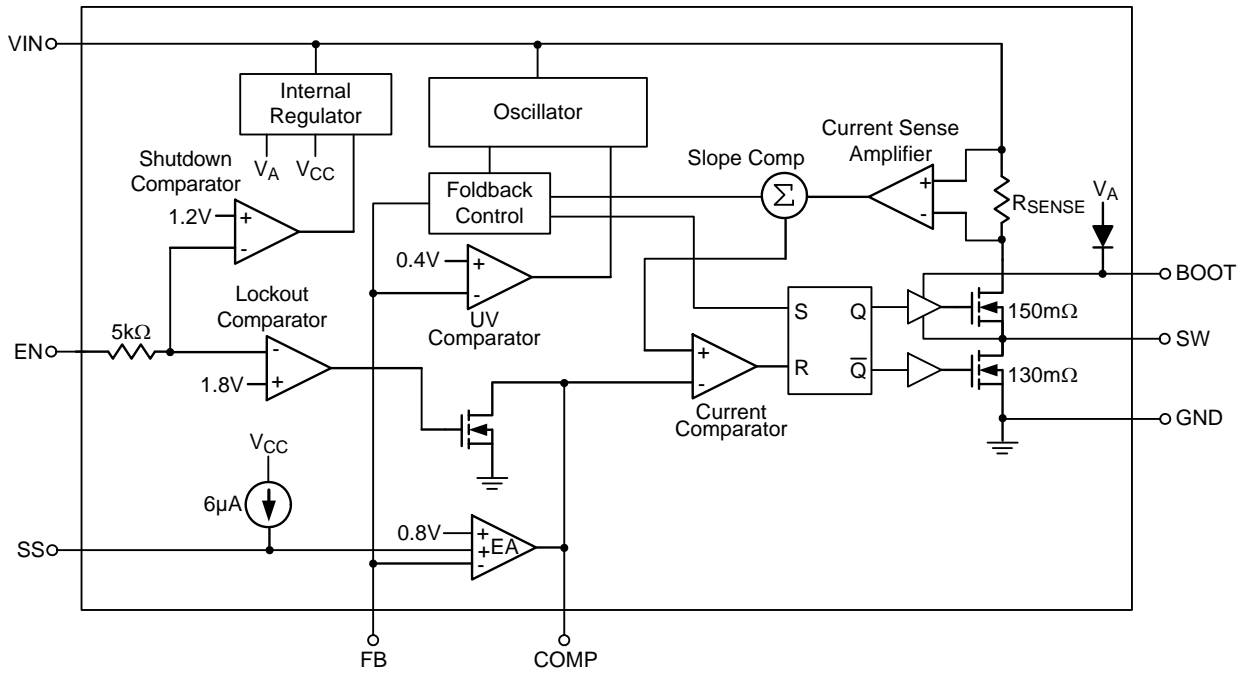 VIN
Internal
Regulator
Oscillator
Current Sense
Amplifier
Shutdown
Comparator
VA
VCC
Slope Comp
Foldback
Control
Σ
+
-
RSENSE
VA
1.2V
+
-
0.4V
+
-
BOOT
Lockout
Comparator
UV
Comparator
S
Q
150mΩ
5kΩ
EN
-
+
1.8V
+
-
R
Q
SW
130mΩ
Current
Comparator
GND
VCC
6µA
0.8V
+
+
-
EA
SS
FB
COMP